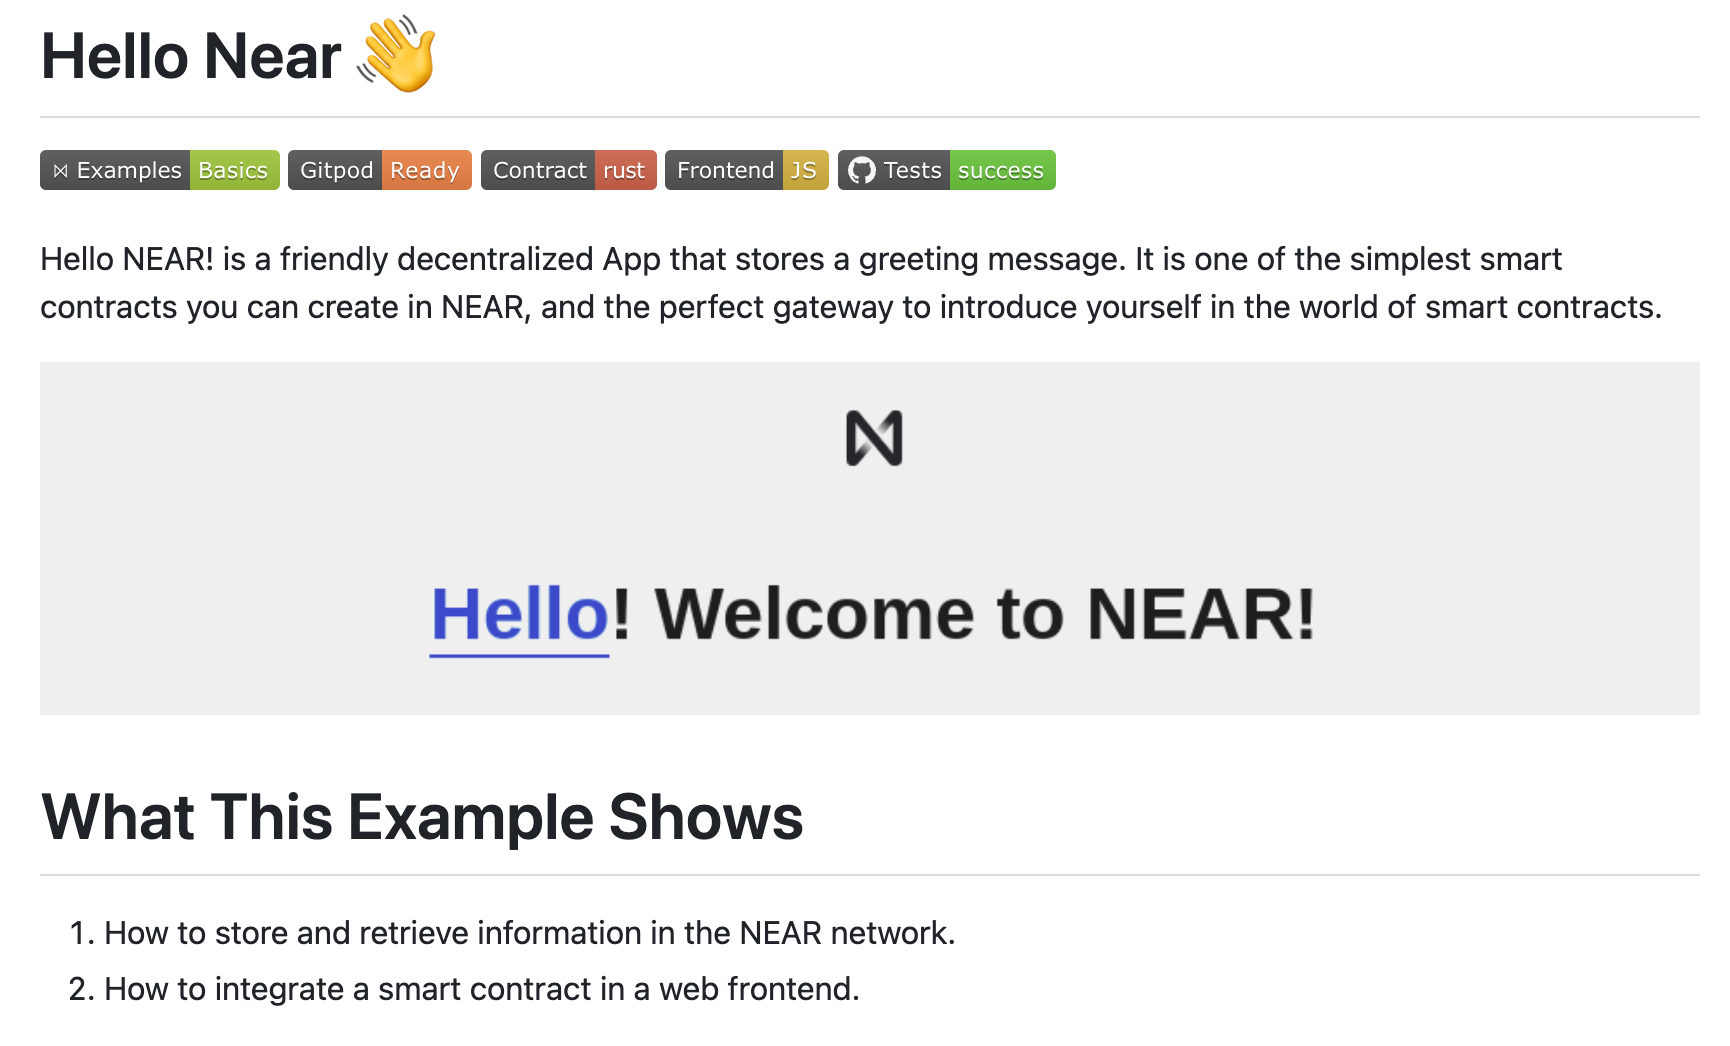 Hello Near 👋
⋈ Examples Basics Gitpod Ready Contract rust Frontend JS Tests success
Hello NEAR! is a friendly decentralized App that stores a greeting message. It is one of the simplest smart
contracts you can create in NEAR, and the perfect gateway to introduce yourself in the world of smart contracts.
Hello! Welcome to NEAR!
What This Example Shows
1. How to store and retrieve information in the NEAR network.
2. How to integrate a smart contract in a web frontend.